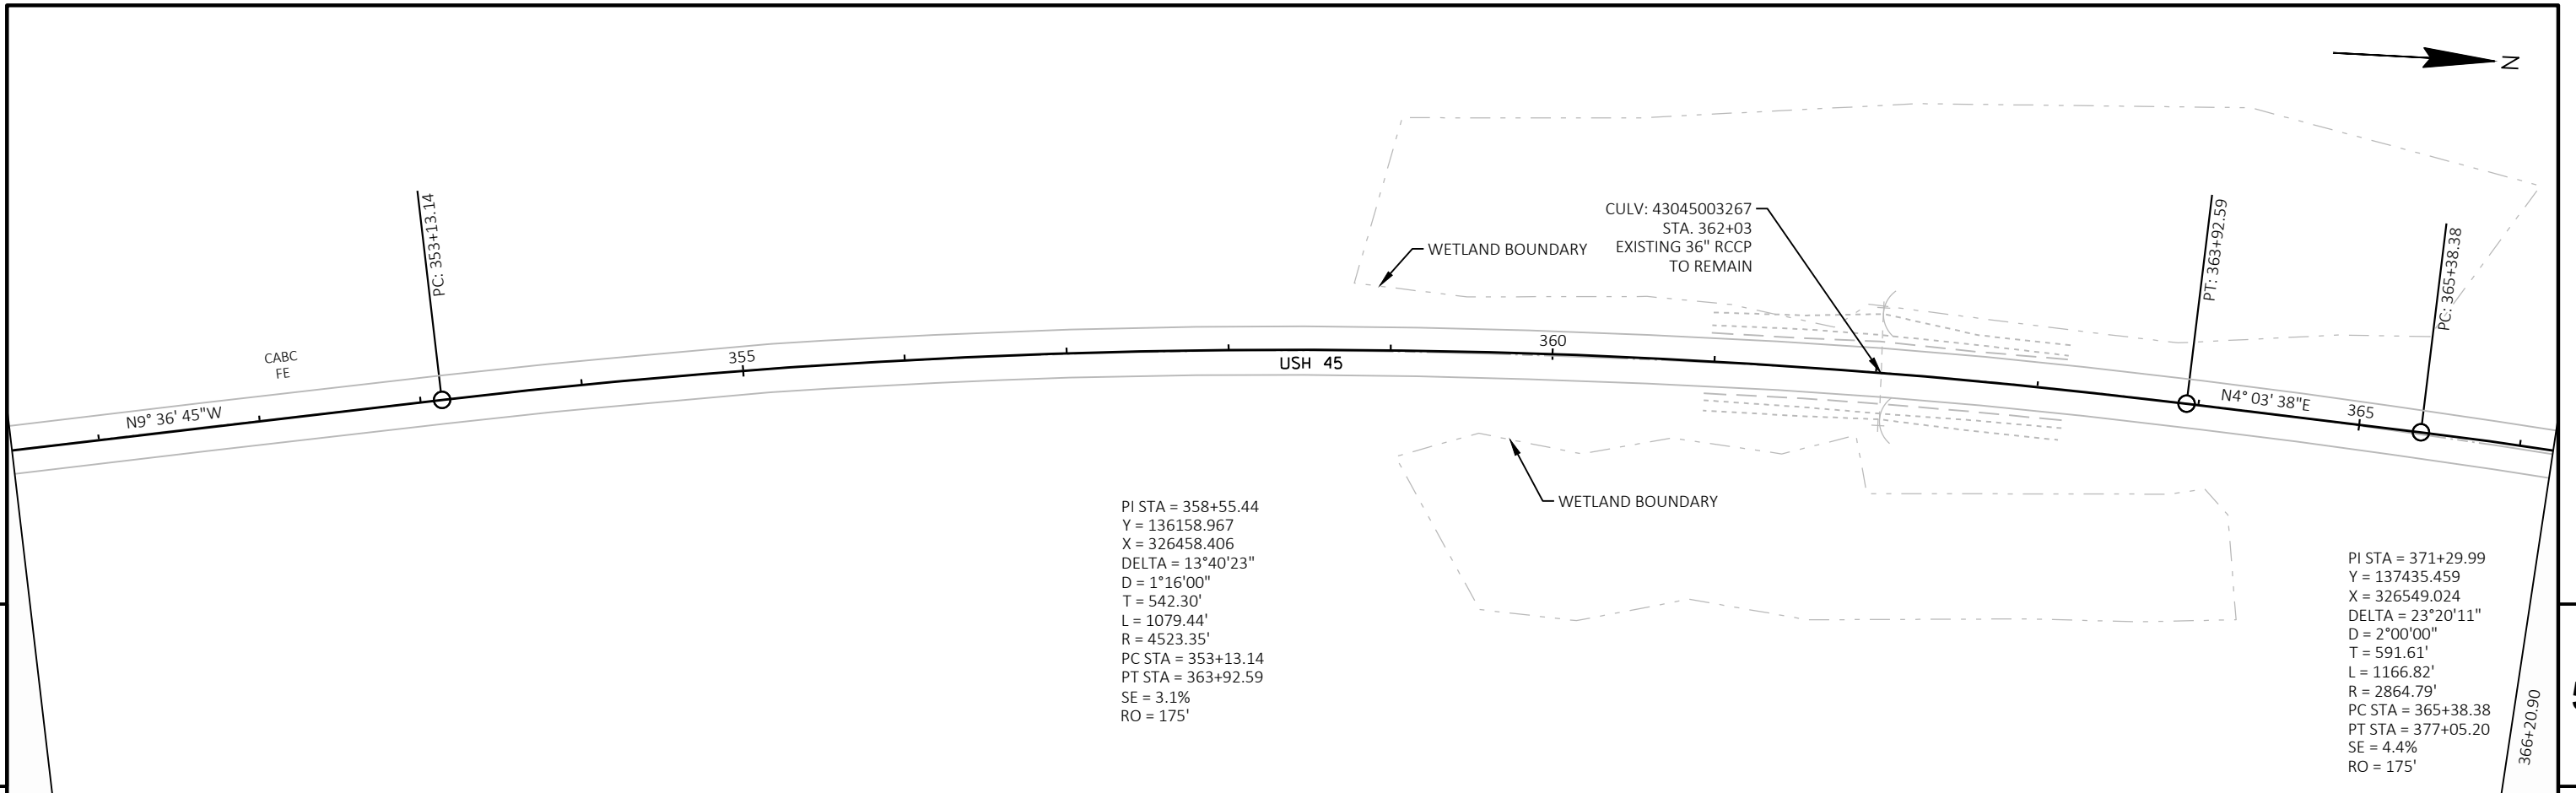 N
PC: 353+13.14
CABC
FE
N9° 36' 45"W
355
USH 45
360
WETLAND BOUNDARY
CULV: 43045003267
STA. 362+03
EXISTING 36" RCCP
TO REMAIN
PT: 363+92.59
N4° 03' 38"E
365
PC: 365+38.38
WETLAND BOUNDARY
PI STA = 358+55.44
Y = 136158.967
X = 326458.406
DELTA = 13°40'23"
D = 1°16'00"
T = 542.30'
L = 1079.44'
R = 4523.35'
PC STA = 353+13.14
PT STA = 363+92.59
SE = 3.1%
RO = 175'
PI STA = 371+29.99
Y = 137435.459
X = 326549.024
DELTA = 23°20'11"
D = 2°00'00"
T = 591.61'
L = 1166.82'
R = 2864.79'
PC STA = 365+38.38
PT STA = 377+05.20
SE = 4.4%
RO = 175'
366+20.90